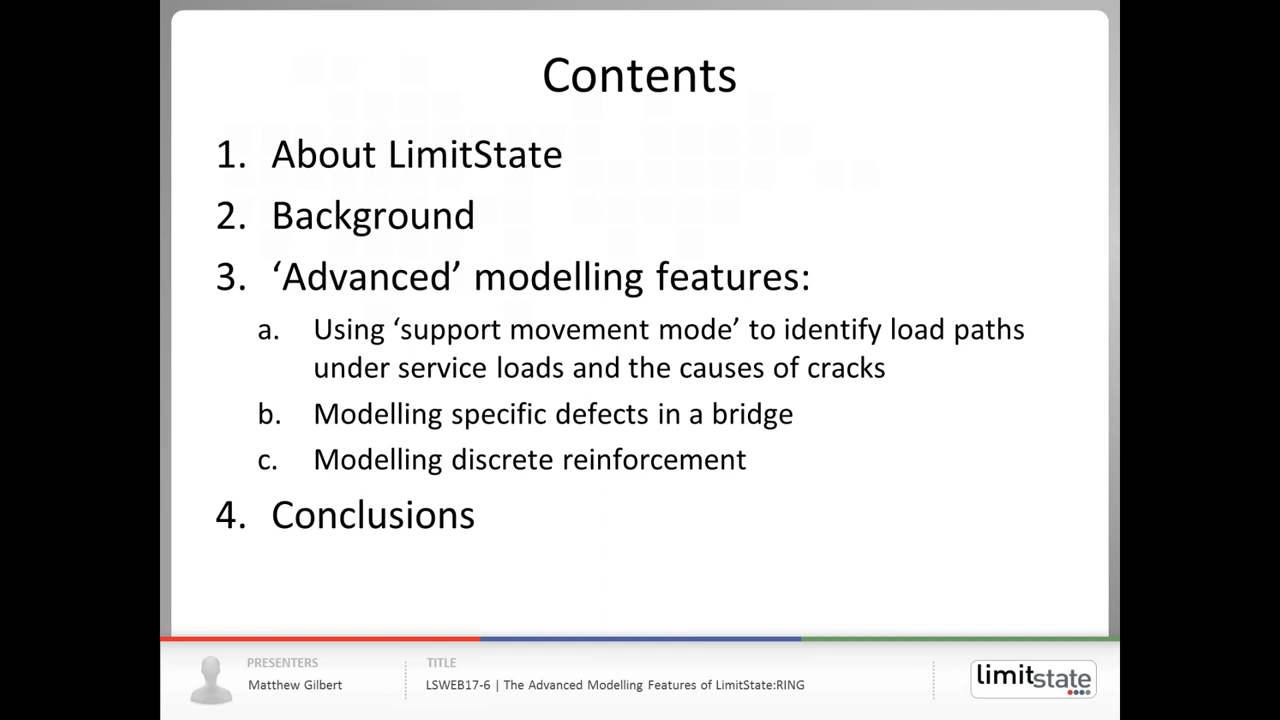 Contents
1. About LimitState
2. Background
3. ‘Advanced’ modelling features:
a. Using ‘support movement mode’ to identify load paths
under service loads and the causes of cracks
b. Modelling specific defects in a bridge
c. Modelling discrete reinforcement
4. Conclusions
PRESENTERS
Matthew Gilbert
TITLE
LSWEB17-6 | The Advanced Modelling Features of LimitState:RING
limitstate